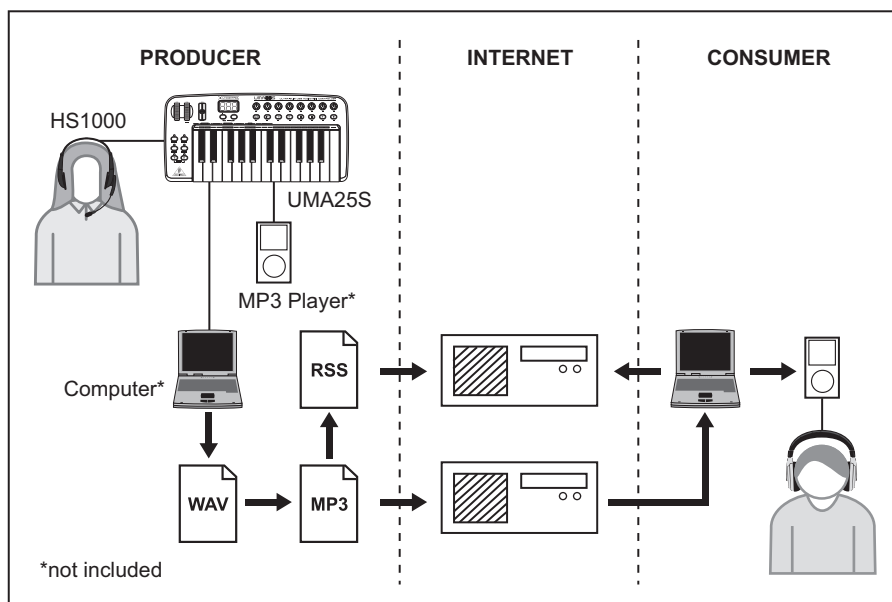 PRODUCER
INTERNET
CONSUMER
HS1000
UMA25S
MP3 Player*
Computer*
RSS
WAV
MP3
*not included